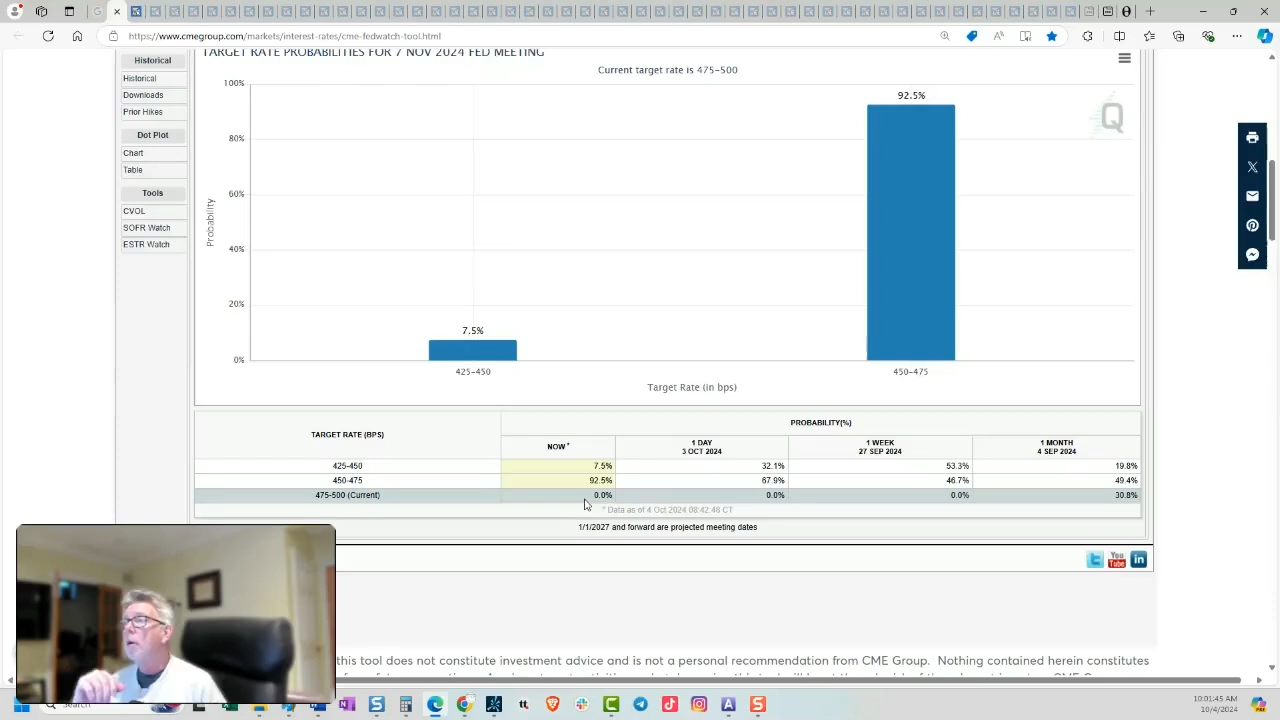 https://www.cmegroup.com/markets/interest-rates/cme-fedwatch-tool.html
TARGET RATE PROBABILITIES FOR 7 NOV 2024 FED MEETING
Historical
Historical
Downloads
Prior Hikes
Dot Plot
Chart
Table
Tools
CVOL
SOFR Watch
ESTR Watch
Current target rate is 475-500
Probability
100%
80%
60%
40%
20%
0%
7.5%
92.5%
Q
425-450
450-475
Target Rate (in bps)
TARGET RATE (BPS)
PROBABILITY(%)
NOW *
1 DAY
3 OCT 2024
1 WEEK
27 SEP 2024
1 MONTH
4 SEP 2024
425-450 7.5% 32.1% 53.3% 19.8%
450-475 92.5% 67.9% 46.7% 49.4%
475-500 (Current) 0.0% 0.0% 0.0% 30.8%
* Data as of 4 Oct 2024 08:42:46 CT
1/1/2027 and forward are projected meeting dates
You Tube
in
this tool does not constitute investment advice and is not a personal recommendation from CME Group. Nothing contained herein constitutes
Search
tt
10:01:45 AM
10/4/2024